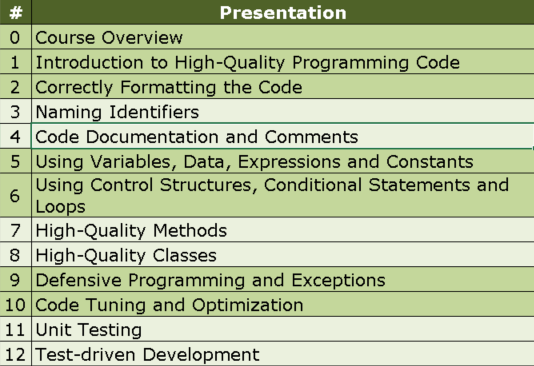 # Presentation
0 Course Overview
1 Introduction to High-Quality Programming Code
2 Correctly Formatting the Code
3 Naming Identifiers
4 Code Documentation and Comments
5 Using Variables, Data, Expressions and Constants
6 Using Control Structures, Conditional Statements and
Loops
7 High-Quality Methods
8 High-Quality Classes
9 Defensive Programming and Exceptions
10 Code Tuning and Optimization
11 Unit Testing
12 Test-driven Development